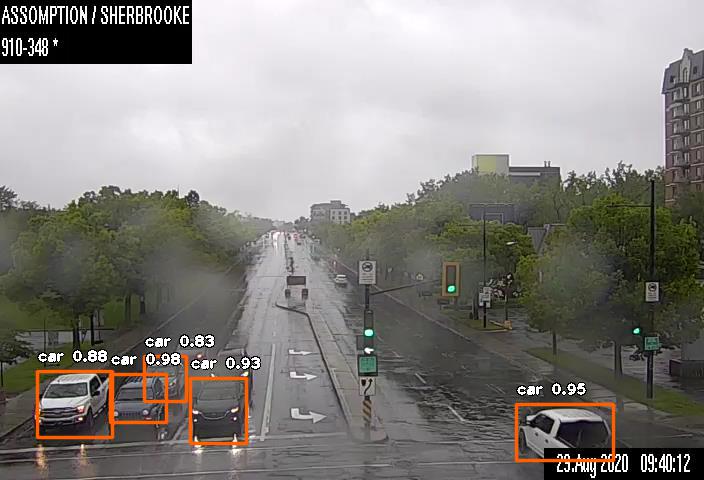 ASSOMPTION / SHERBROOKE
910-348 *
car 0.83
car 0.88
car 0.98
car 0.93
car 0.95
29.Aug 2020 09:40:12